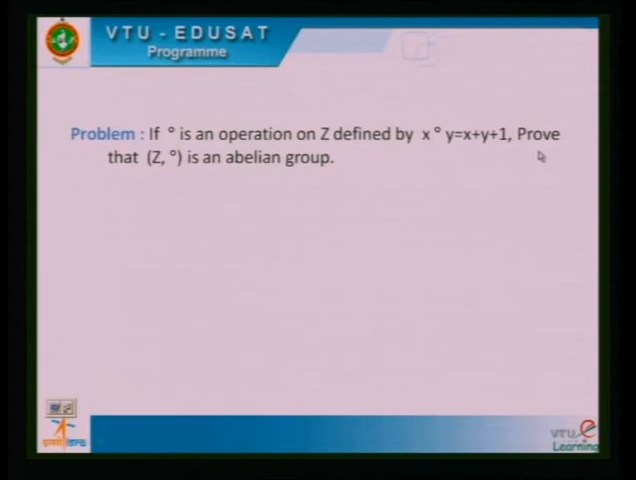 VTU - EDUSAT
Programme
Problem : If ° is an operation on Z defined by x ° y=x+y+1, Prove
that (Z, °) is an abelian group.
VTU e
Learning